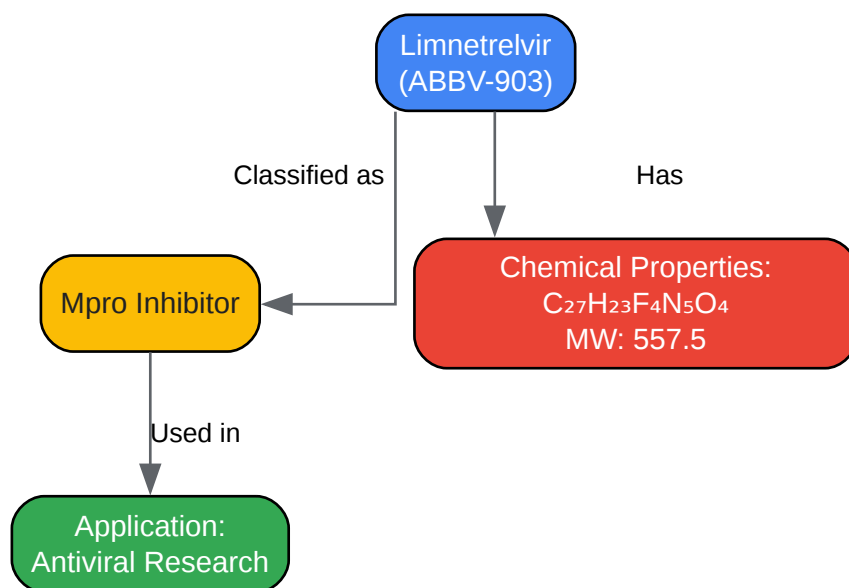 Limnetrelvir
(ABBV-903)
Classified as
Has
Chemical Properties:
C₂₇H₂₃F₄N₅O₄
MW: 557.5
Mpro Inhibitor
Used in
Application:
Antiviral Research